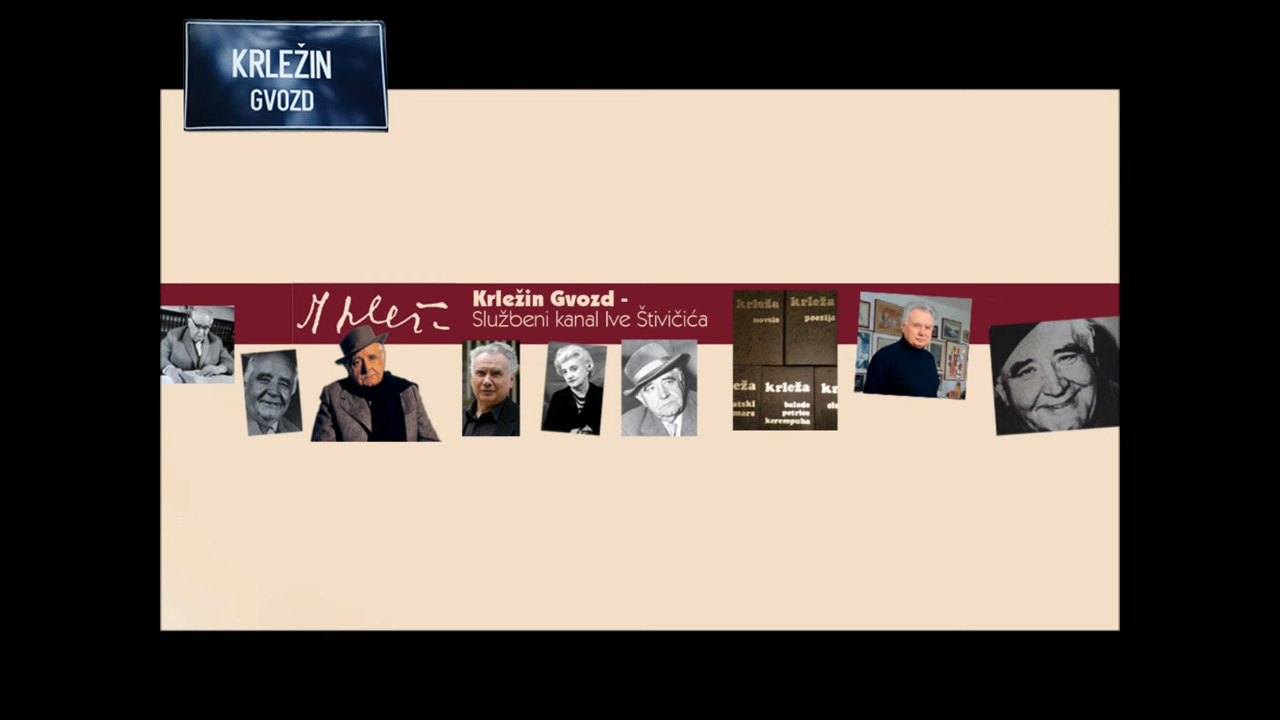 KRLEŽIN
GVOZD
Krležin Gvozd -
Službeni kanal Ive Štivičića
krleža
novele
krleža
poezija
krleža
balade
petrice
kerempuha